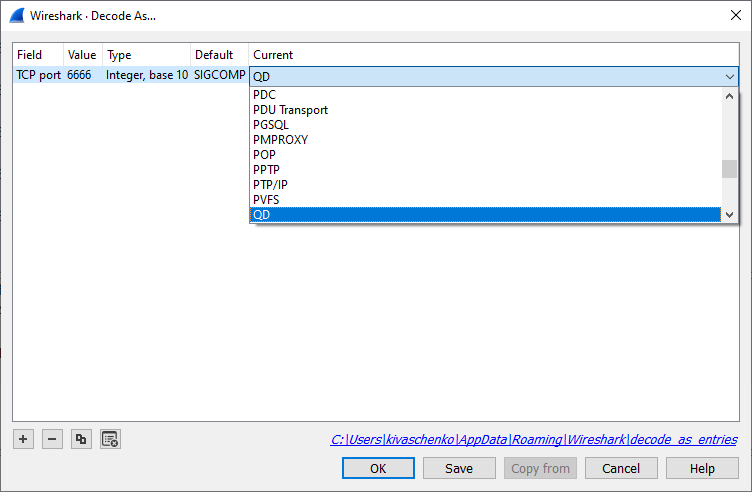 Wireshark · Decode As...
Field Value Type Default Current
TCP port 6666 Integer, base 10 SIGCOMP QD
PDC
PDU Transport
PGSQL
PMPROXY
POP
PPTP
PTP/IP
PVFS
QD
C:\Users\kivaschenko\AppData\Roaming\Wireshark\decode_as_entries
OK Save Copy from Cancel Help